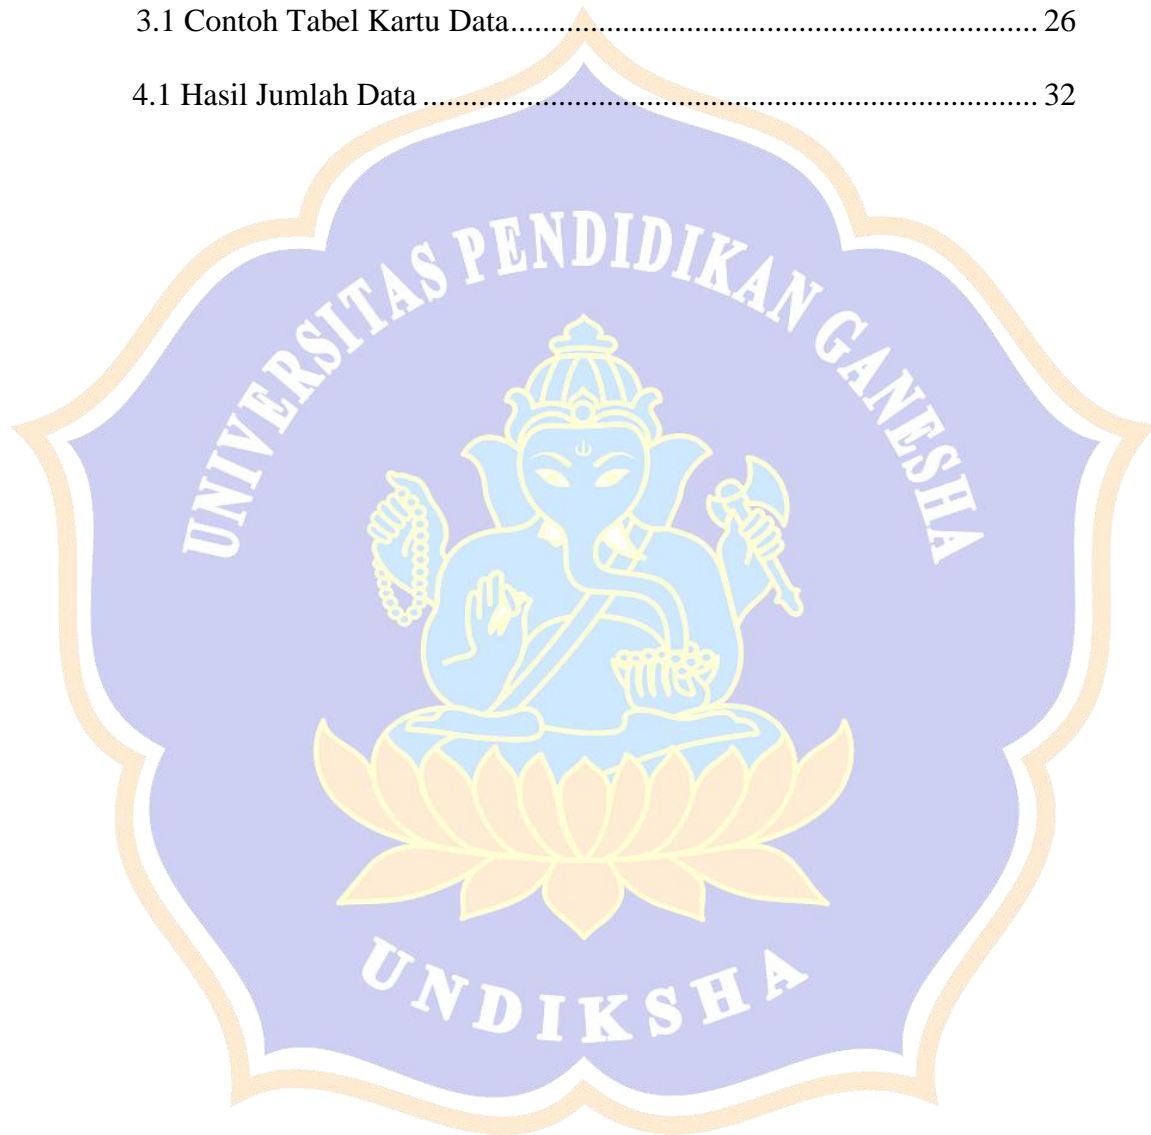 3.1 Contoh Tabel Kartu Data................................................................. 26
4.1 Hasil Jumlah Data ............................................................................ 32
UNIVERSITAS PENDIDIKAN GANESHA
UNDIKSHA